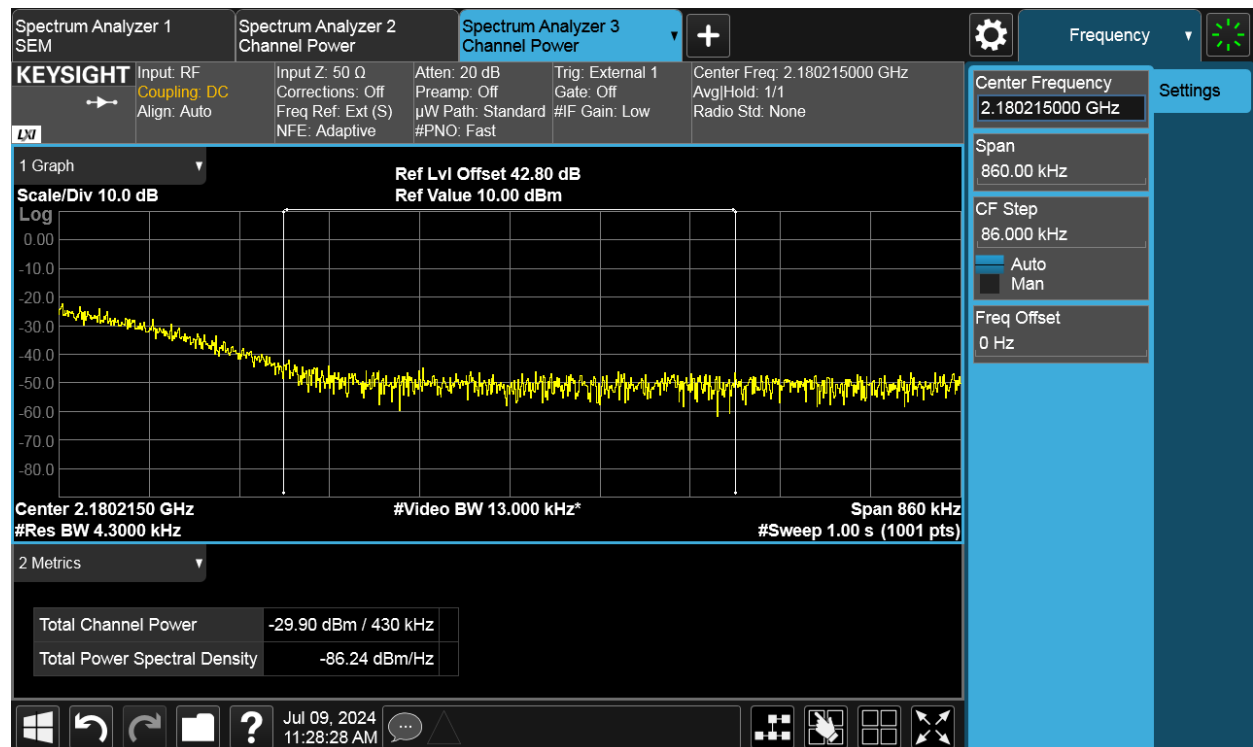 Spectrum Analyzer 1
SEM
Spectrum Analyzer 2
Channel Power
Spectrum Analyzer 3
Channel Power
Frequency
KEYSIGHT
LXI
Input: RF
Coupling: DC
Align: Auto
Input Z: 50 Ω
Corrections: Off
Freq Ref: Ext (S)
NFE: Adaptive
Atten: 20 dB
Preamp: Off
µW Path: Standard
#PNO: Fast
Trig: External 1
Gate: Off
#IF Gain: Low
Center Freq: 2.180215000 GHz
Avg|Hold: 1/1
Radio Std: None
Center Frequency
2.180215000 GHz
Settings
Span
860.00 kHz
CF Step
86.000 kHz
Auto
Man
Freq Offset
0 Hz
1 Graph
Scale/Div 10.0 dB
Ref Lvl Offset 42.80 dB
Ref Value 10.00 dBm
Log
0.00
-10.0
-20.0
-30.0
-40.0
-50.0
-60.0
-70.0
-80.0
Center 2.1802150 GHz
#Video BW 13.000 kHz*
Span 860 kHz
#Res BW 4.3000 kHz
#Sweep 1.00 s (1001 pts)
2 Metrics
Total Channel Power -29.90 dBm / 430 kHz
Total Power Spectral Density -86.24 dBm/Hz
?
Jul 09, 2024
11:28:28 AM